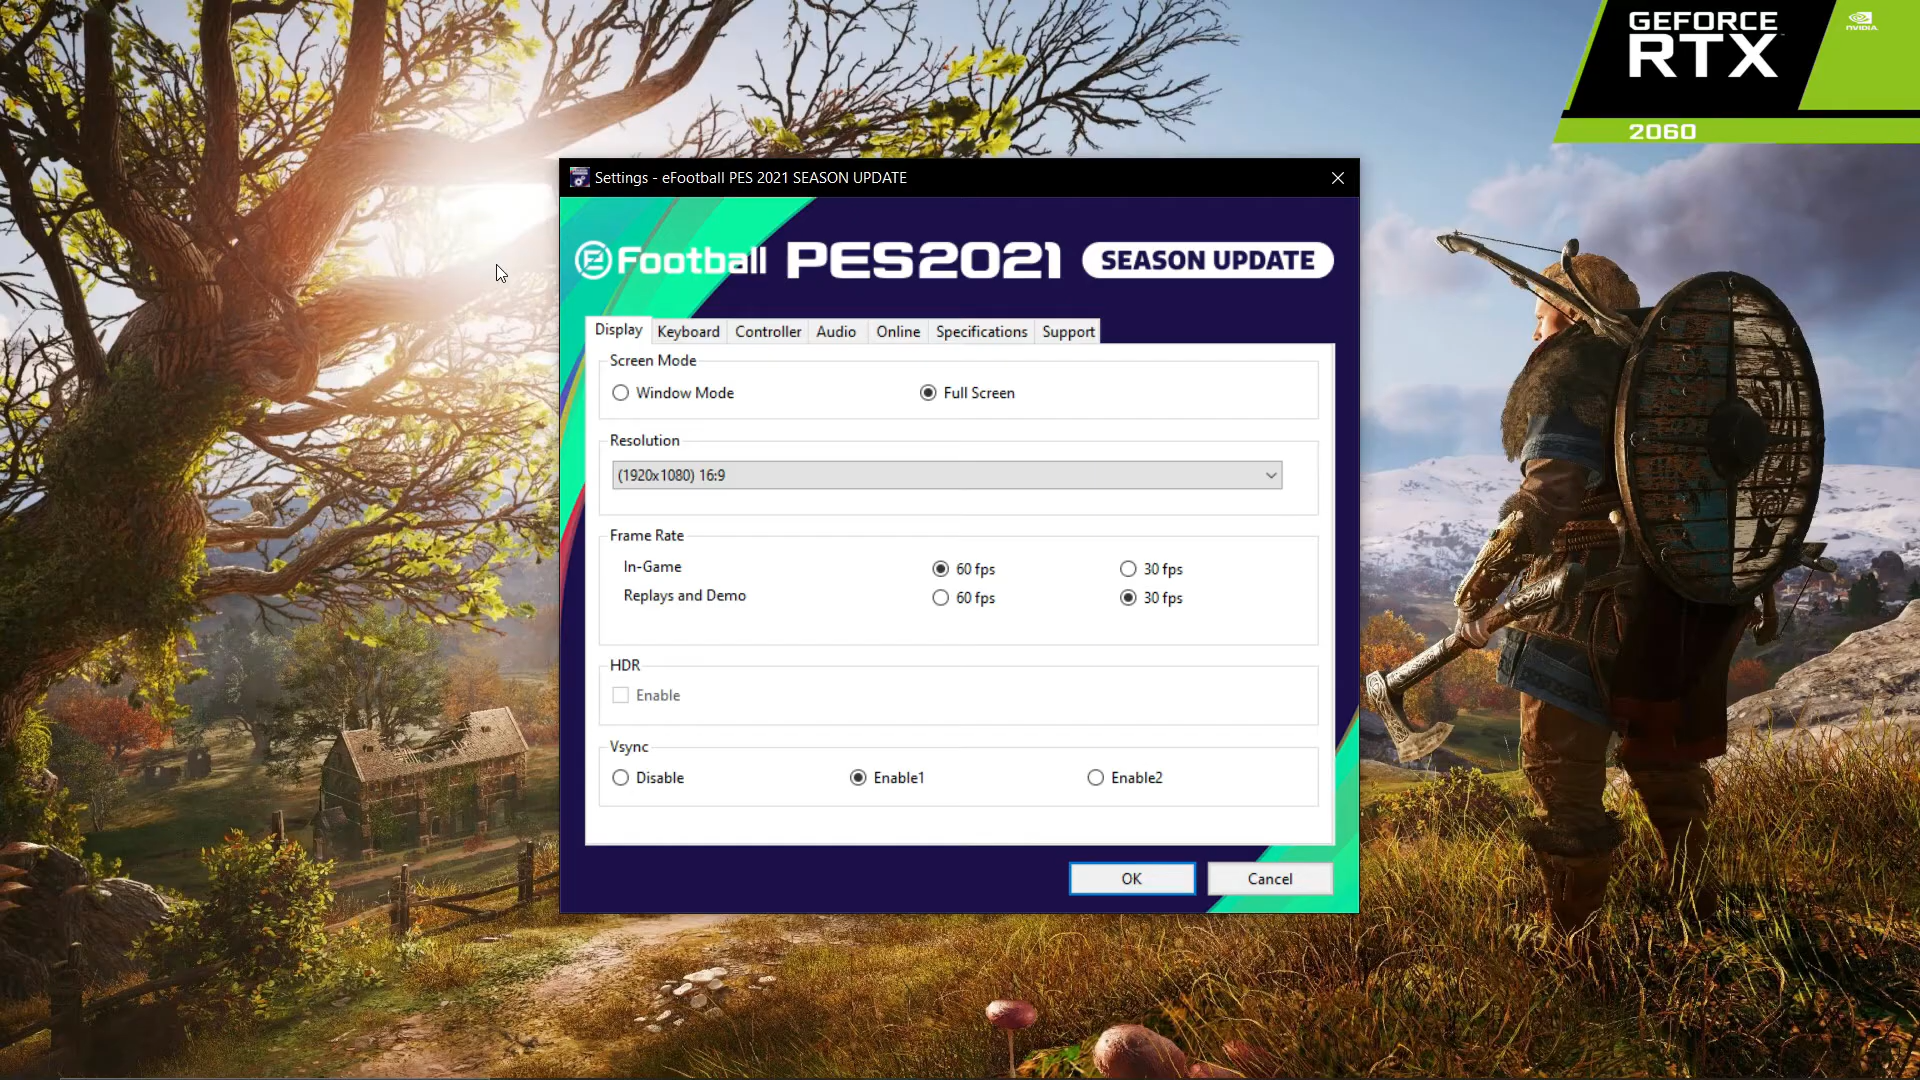 GEFORCE
RTX
NVIDIA
2060
Settings - eFootball PES 2021 SEASON UPDATE
eFootball PES2021 SEASON UPDATE
Display Keyboard Controller Audio Online Specifications Support
Screen Mode
Window Mode Full Screen
Resolution
(1920x1080) 16:9
Frame Rate
In-Game 60 fps 30 fps
Replays and Demo 60 fps 30 fps
HDR
Enable
Vsync
Disable Enable1 Enable2
OK Cancel